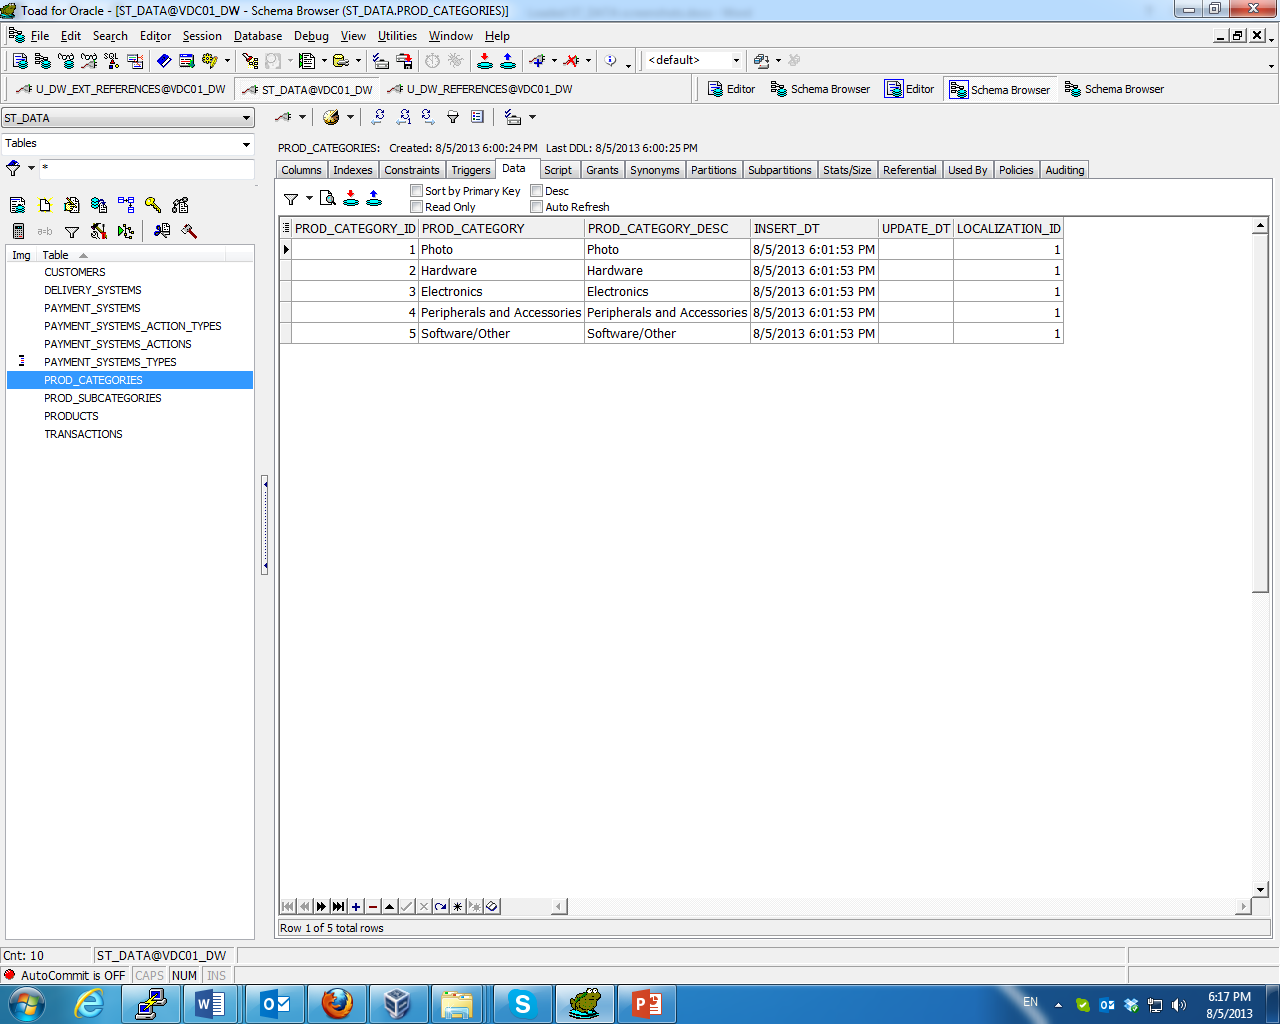 Toad for Oracle - [ST_DATA@VDC01_DW - Schema Browser (ST_DATA.PROD_CATEGORIES)]
File Edit Search Editor Session Database Debug View Utilities Window Help
<default>
U_DW_EXT_REFERENCES@VDC01_DW ST_DATA@VDC01_DW U_DW_REFERENCES@VDC01_DW Editor Schema Browser Editor Schema Browser Schema Browser
ST_DATA
Tables
*
Img Table
CUSTOMERS
DELIVERY_SYSTEMS
PAYMENT_SYSTEMS
PAYMENT_SYSTEMS_ACTION_TYPES
PAYMENT_SYSTEMS_ACTIONS
PAYMENT_SYSTEMS_TYPES
PROD_CATEGORIES
PROD_SUBCATEGORIES
PRODUCTS
TRANSACTIONS
PROD_CATEGORIES: Created: 8/5/2013 6:00:24 PM Last DDL: 8/5/2013 6:00:25 PM
Columns Indexes Constraints Triggers Data Script Grants Synonyms Partitions Subpartitions Stats/Size Referential Used By Policies Auditing
Sort by Primary Key Desc
Read Only Auto Refresh
PROD_CATEGORY_ID PROD_CATEGORY PROD_CATEGORY_DESC INSERT_DT UPDATE_DT LOCALIZATION_ID
1 Photo Photo 8/5/2013 6:01:53 PM 1
2 Hardware Hardware 8/5/2013 6:01:53 PM 1
3 Electronics Electronics 8/5/2013 6:01:53 PM 1
4 Peripherals and Accessories Peripherals and Accessories 8/5/2013 6:01:53 PM 1
5 Software/Other Software/Other 8/5/2013 6:01:53 PM 1
Row 1 of 5 total rows
Cnt: 10 ST_DATA@VDC01_DW
AutoCommit is OFF CAPS NUM INS
EN 6:17 PM
8/5/2013